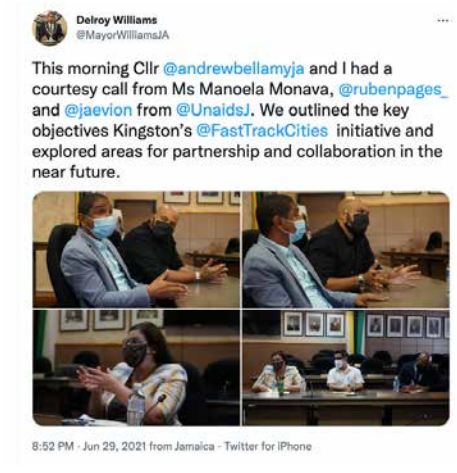 Delroy Williams
@MayorWilliamsJA
This morning Cllr @andrewbellamyja and I had a
courtesy call from Ms Manoela Monava, @rubenpages_
and @jaevion from @UnaidsJ. We outlined the key
objectives Kingston's @FastTrackCities initiative and
explored areas for partnership and collaboration in the
near future.
8:52 PM · Jun 29, 2021 from Jamaica · Twitter for iPhone